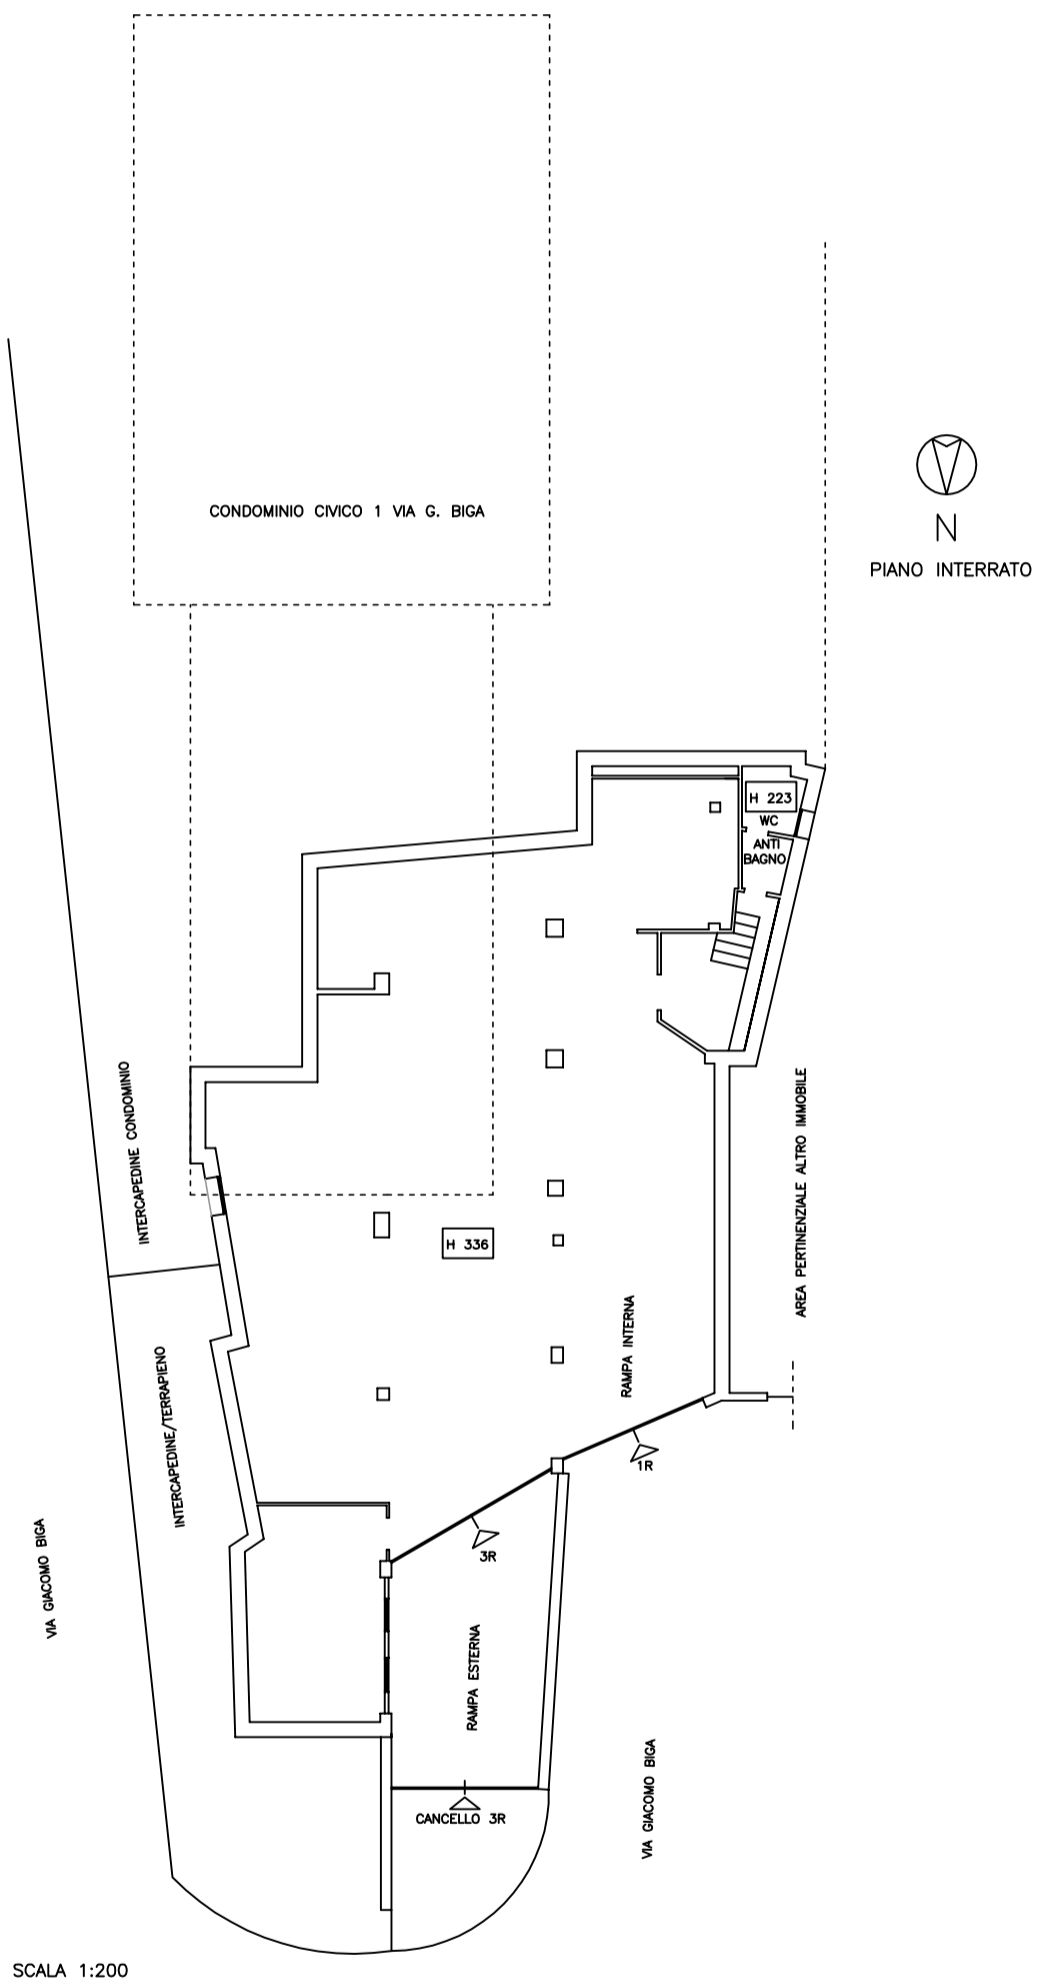 CONDOMINIO CIVICO 1 VIA G. BIGA
N
PIANO INTERRATO
H 223
WC
ANTI
BAGNO
INTERCAPEDINE CONDOMINIO
AREA PERTINENZIALE ALTRO IMMOBILE
H 336
RAMPA INTERNA
INTERCAPEDINE/TERRAPIENO
1R
3R
VIA GIACOMO BIGA
RAMPA ESTERNA
VIA GIACOMO BIGA
CANCELLO 3R
SCALA 1:200